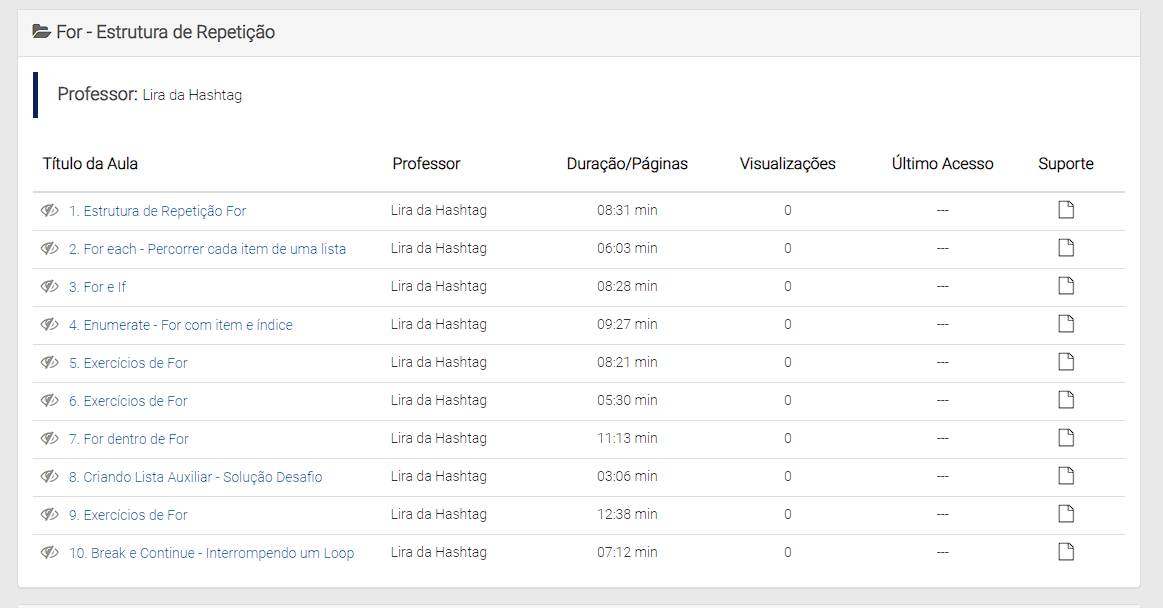 For - Estrutura de Repetição
Professor: Lira da Hashtag
Título da Aula Professor Duração/Páginas Visualizações Último Acesso Suporte
1. Estrutura de Repetição For Lira da Hashtag 08:31 min 0 ---
2. For each - Percorrer cada item de uma lista Lira da Hashtag 06:03 min 0 ---
3. For e If Lira da Hashtag 08:28 min 0 ---
4. Enumerate - For com item e índice Lira da Hashtag 09:27 min 0 ---
5. Exercícios de For Lira da Hashtag 08:21 min 0 ---
6. Exercícios de For Lira da Hashtag 05:30 min 0 ---
7. For dentro de For Lira da Hashtag 11:13 min 0 ---
8. Criando Lista Auxiliar - Solução Desafio Lira da Hashtag 03:06 min 0 ---
9. Exercícios de For Lira da Hashtag 12:38 min 0 ---
10. Break e Continue - Interrompendo um Loop Lira da Hashtag 07:12 min 0 ---